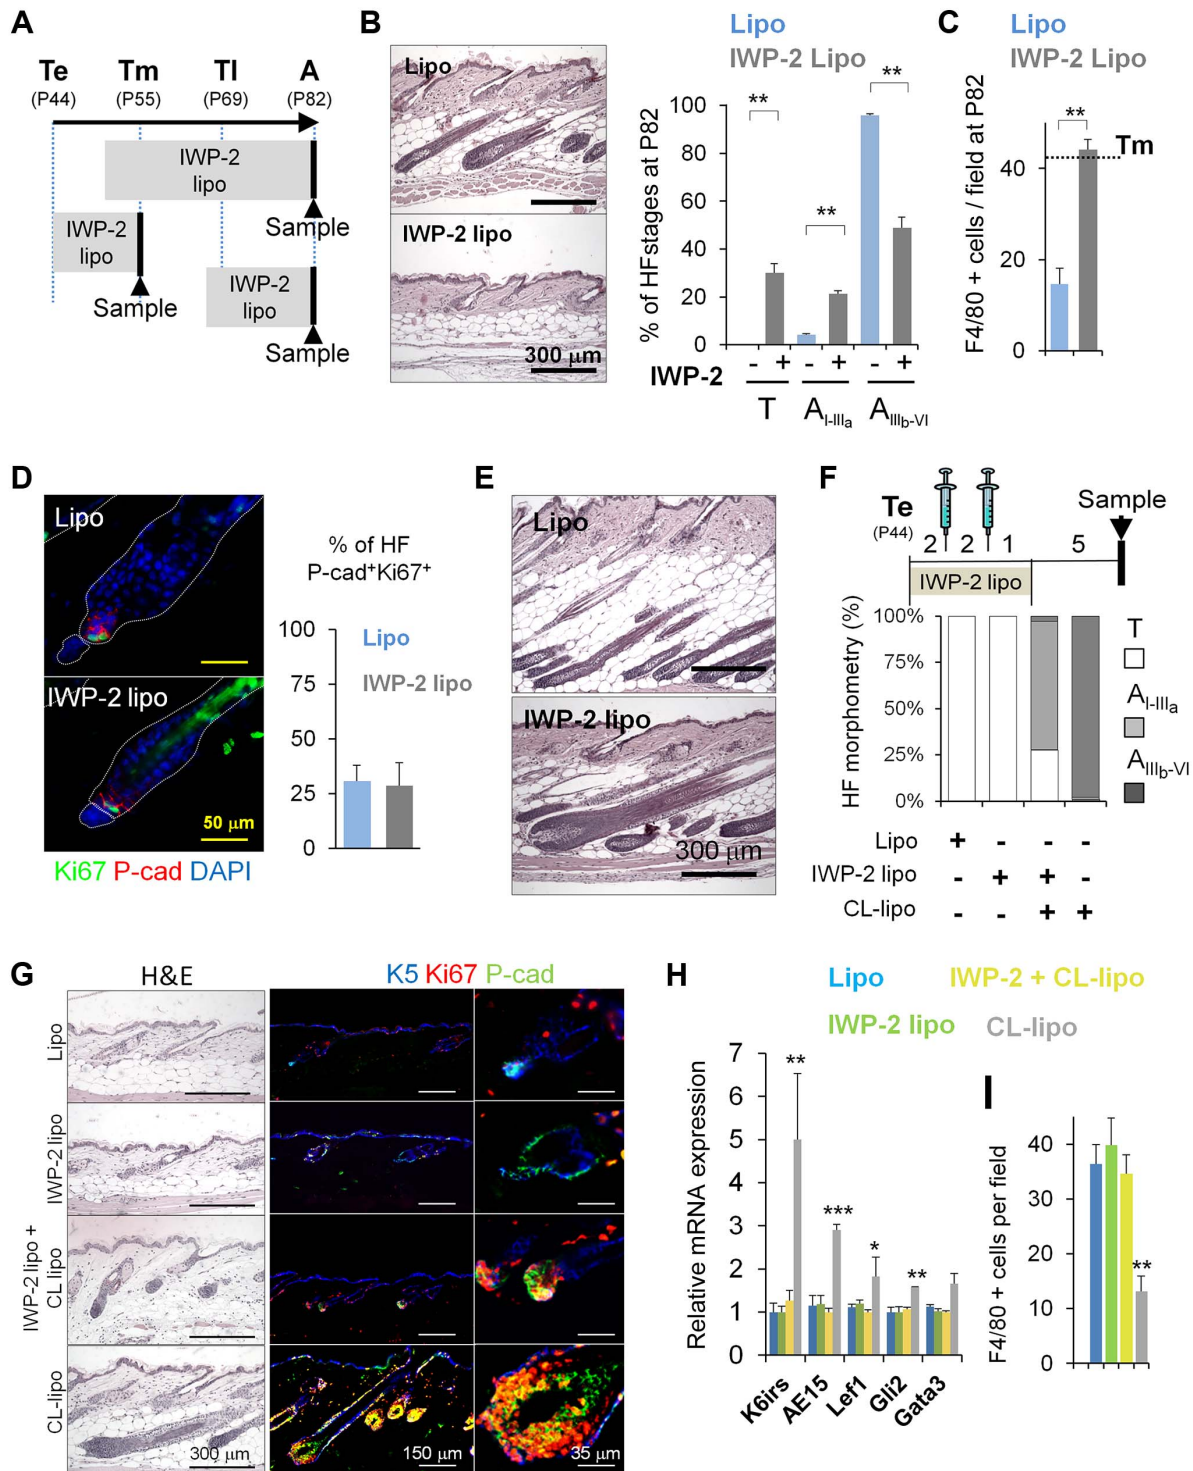 A
Te Tm Tl A
(P44) (P55) (P69) (P82)
IWP-2
lipo
Sample
IWP-2
lipo
Sample
IWP-2
lipo
Sample
B
Lipo
IWP-2 lipo
300 μm
Lipo
IWP-2 Lipo
% of HFstages at P82
100
80
60
40
20
0
**
**
**
IWP-2 - + - + - +
T A I-IIIa A IIIb-VI
C
Lipo
IWP-2 Lipo
F4/80 + cells / field at P82
40
20
0
**
Tm
D
Lipo
IWP-2 lipo
50 μm
Ki67 P-cad DAPI
% of HF
P-cad+Ki67+
100
75
50
25
0
Lipo
IWP-2 lipo
E
Lipo
IWP-2 lipo
300 μm
F
Te
(P44)
Sample
2 2 1 5
IWP-2 lipo
HF morphometry (%)
100%
75%
50%
25%
0%
T
A I-IIIa
A IIIb-VI
Lipo + - - -
IWP-2 lipo - + + -
CL-lipo - - + +
G
H&E
K5 Ki67 P-cad
Lipo
IWP-2 lipo
IWP-2 lipo +
CL lipo
CL-lipo
300 μm
150 μm
35 μm
H
Lipo IWP-2 + CL-lipo
IWP-2 lipo CL-lipo
Relative mRNA expression
7
6
5
4
3
2
1
0
**
***
*
**
K6irs
AE15
Lef1
Gli2
Gata3
I
F4/80 + cells per field
40
30
20
10
0
**